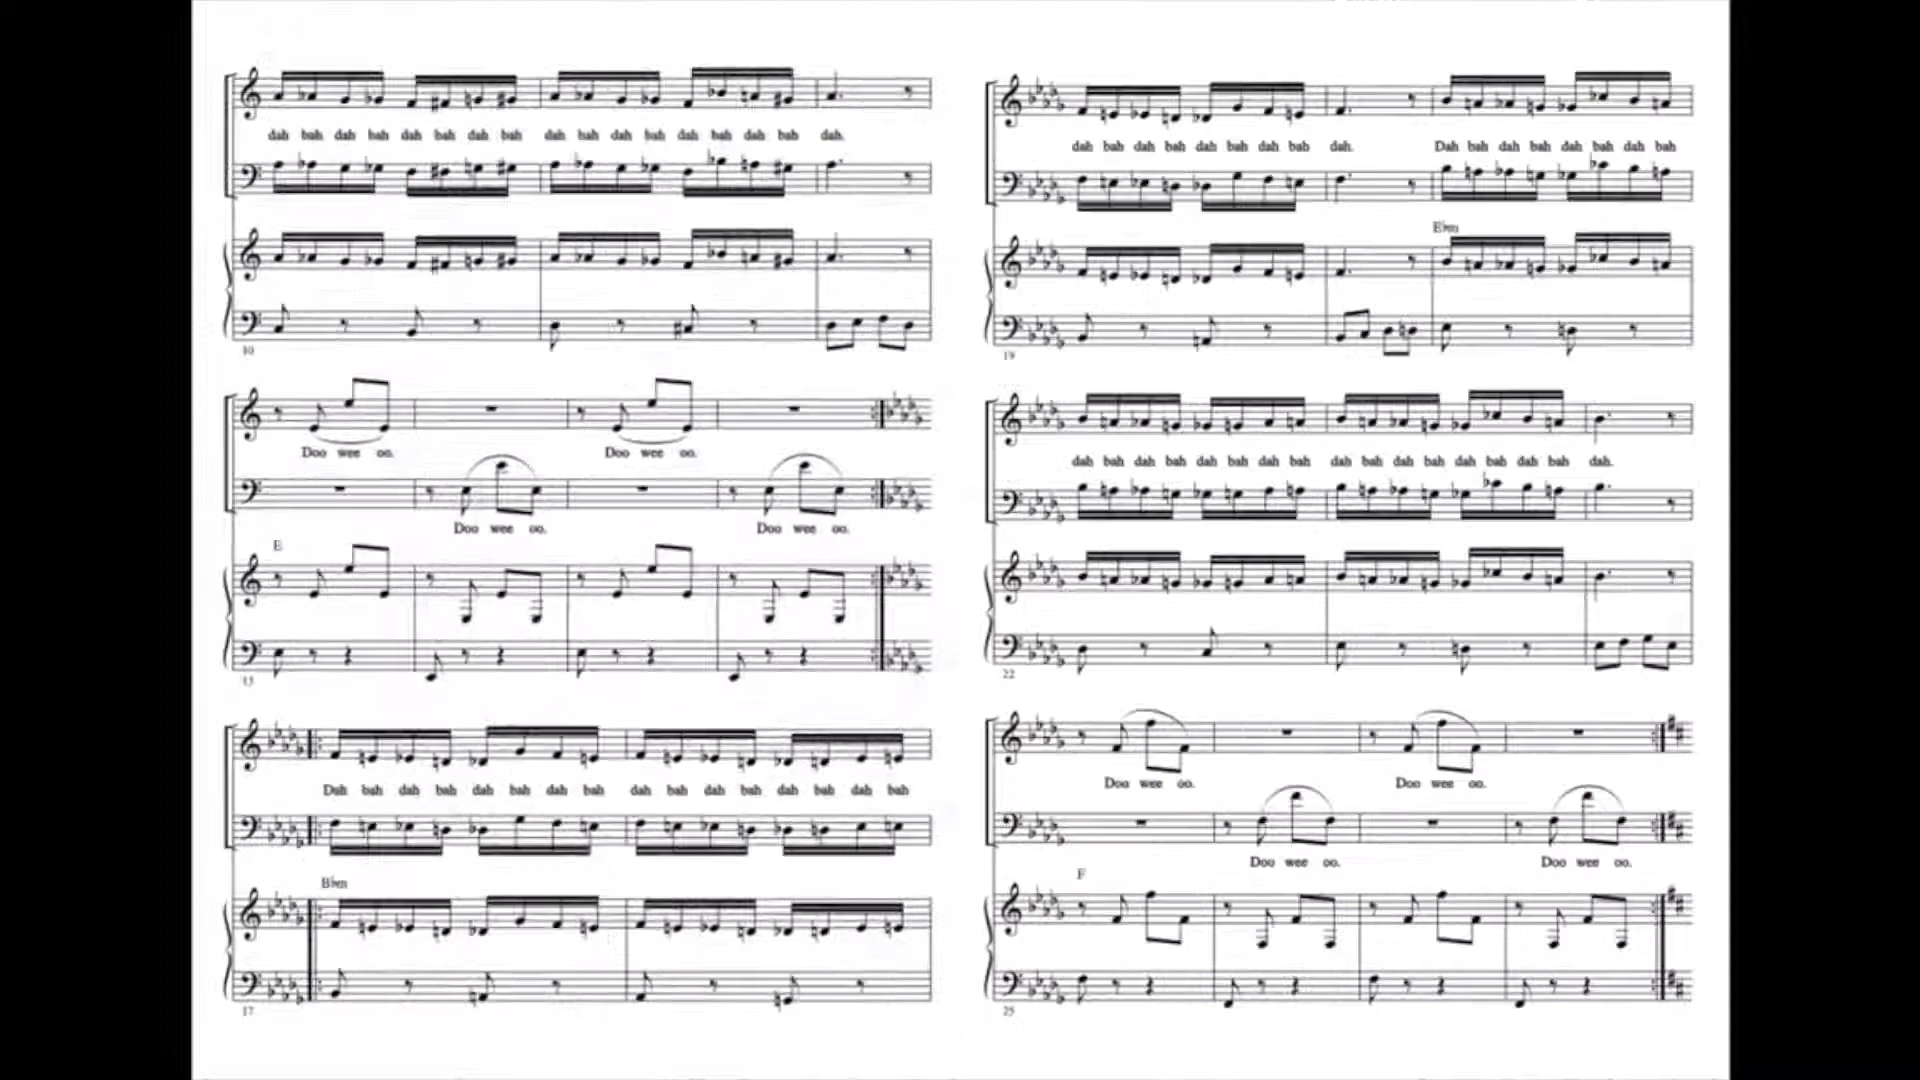 dah bah dah bah dah bah dah bah dah bah dah bah dah bah dah bah dah.
10
Doo wee oo. Doo wee oo.
Doo wee oo. Doo wee oo.
E
13
Dah bah dah bah dah bah dah bah dah bah dah bah dah bah dah bah
B♭m
17
dah bah dah bah dah bah dah bah dah. Dah bah dah bah dah bah dah bah
E♭m
19
dah bah dah bah dah bah dah bah dah bah dah bah dah bah dah bah dah.
22
Doo wee oo. Doo wee oo.
Doo wee oo. Doo wee oo.
F
25